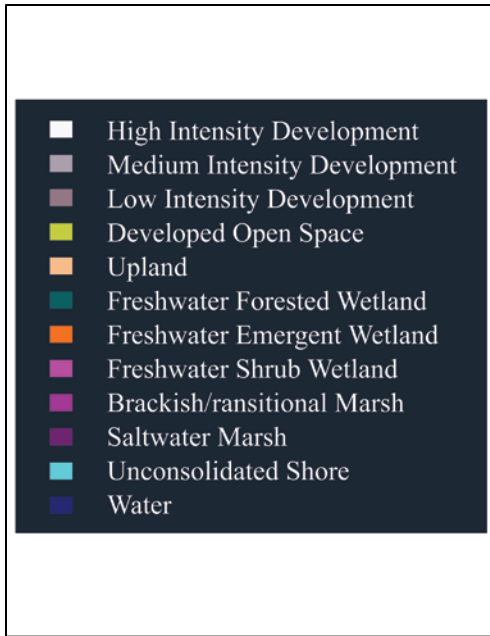 High Intensity Development
Medium Intensity Development
Low Intensity Development
Developed Open Space
Upland
Freshwater Forested Wetland
Freshwater Emergent Wetland
Freshwater Shrub Wetland
Brackish/ransitional Marsh
Saltwater Marsh
Unconsolidated Shore
Water